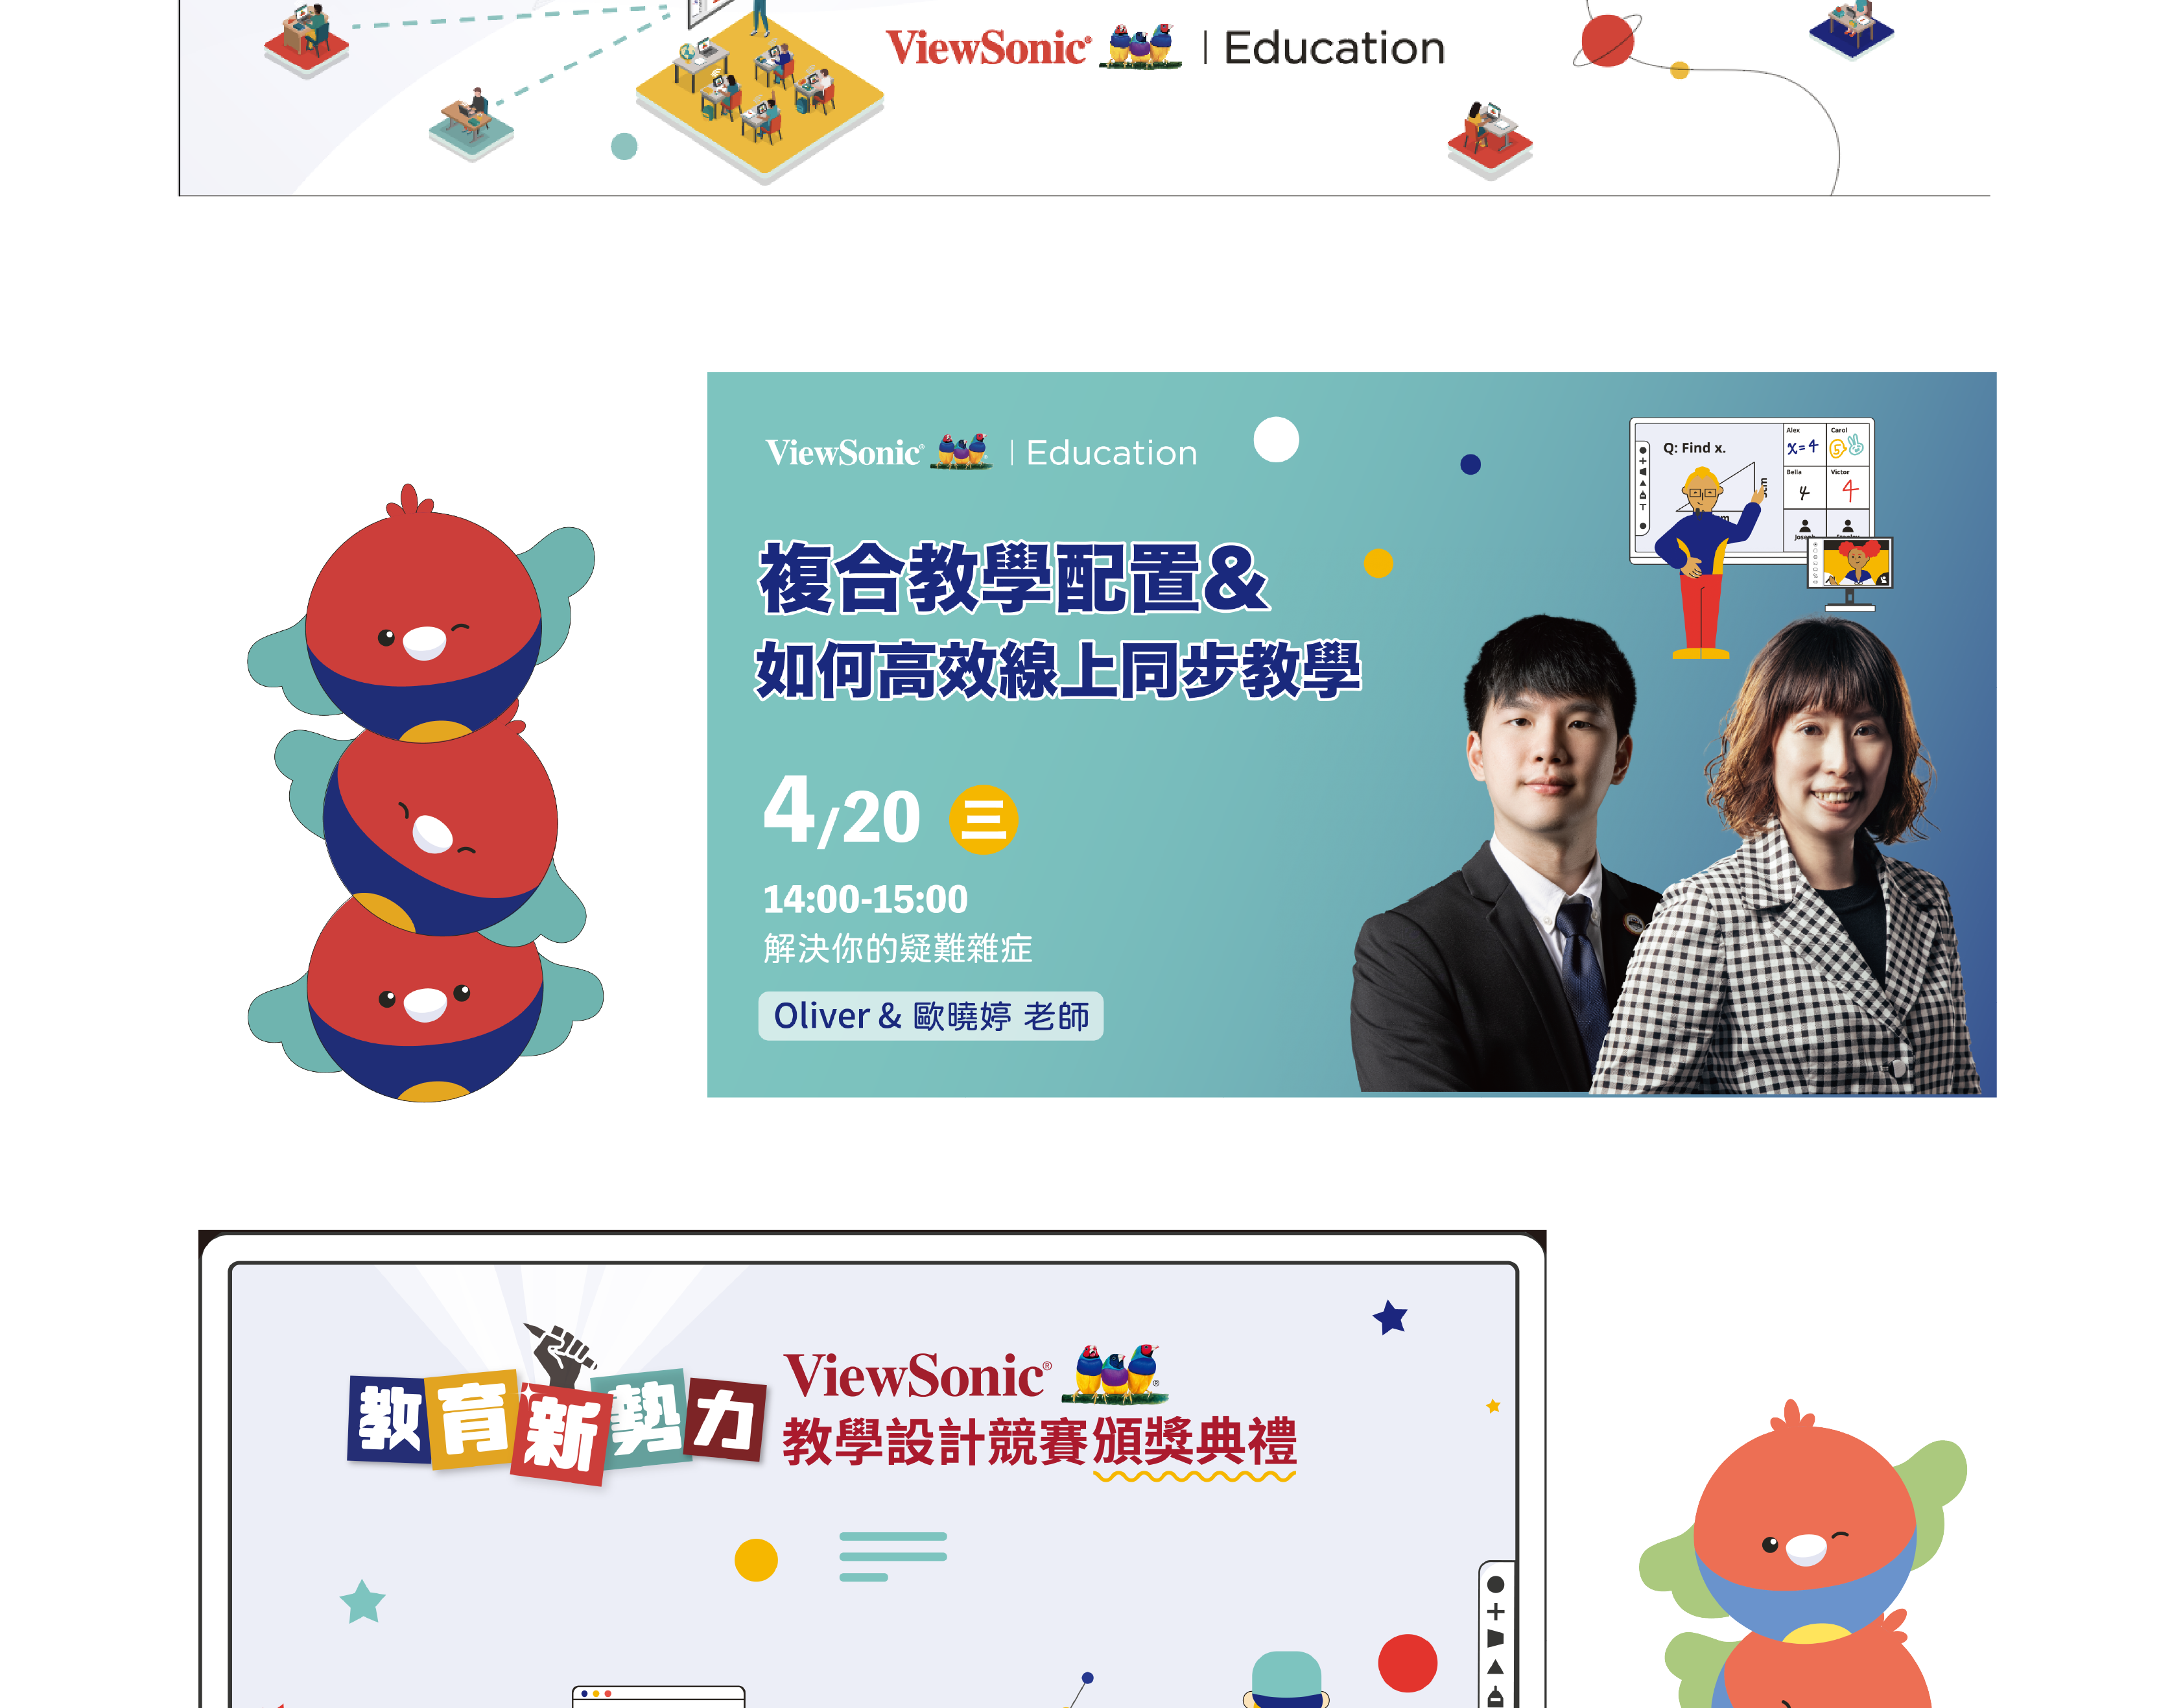 ViewSonic® | Education
ViewSonic® | Education
複合教學配置&
如何高效線上同步教學
4/20 三
14:00-15:00
解決你的疑難雜症
Oliver & 歐曉婷 老師
Q: Find x.
Alex
Carol
x=4
5
Bella
Victor
4
4
教育新勢力
ViewSonic®
教學設計競賽頒獎典禮